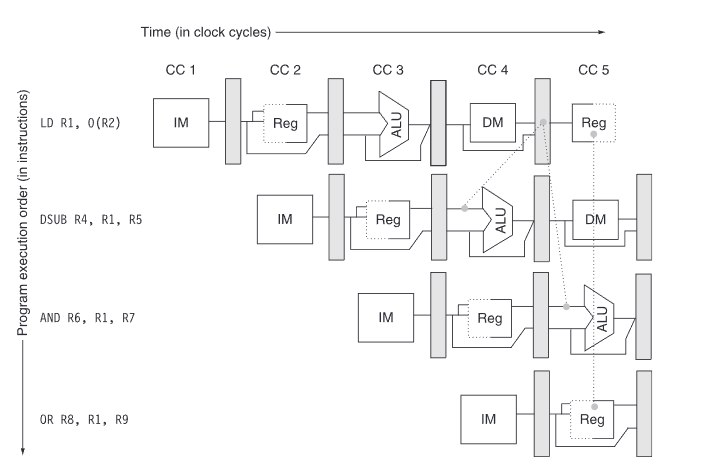 Time (in clock cycles)
CC 1 CC 2 CC 3 CC 4 CC 5
Program execution order (in instructions)
LD R1, 0(R2) IM Reg ALU DM Reg
DSUB R4, R1, R5 IM Reg ALU DM
AND R6, R1, R7 IM Reg ALU
OR R8, R1, R9 IM Reg